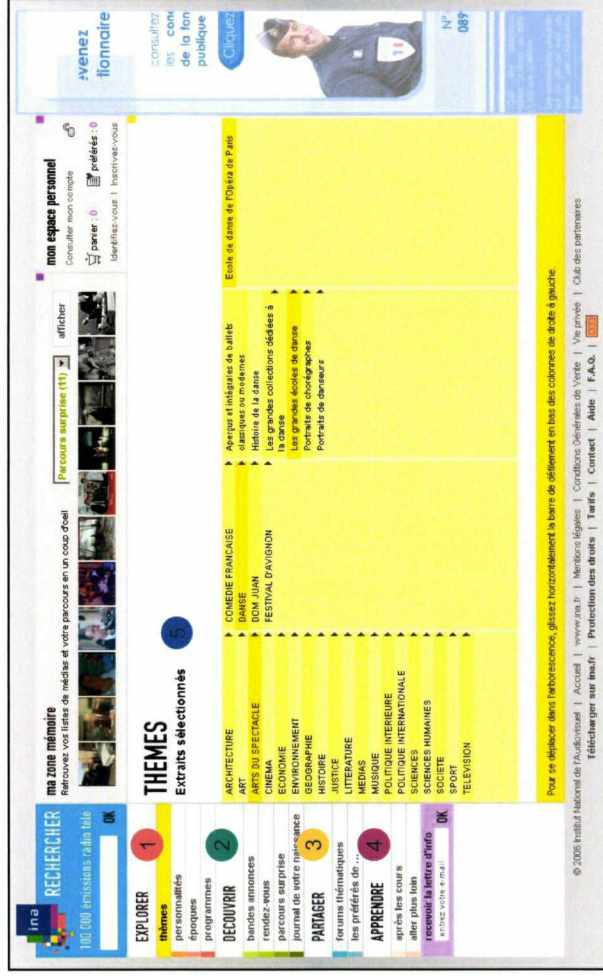 ina
RECHERCHER
100 000 émissions radio télé
OK
EXPLORER
1
thèmes
personnalités
époques
programmes
DECOUVRIR
2
bandes annonces
rendez-vous
parcours surprise
journal de votre naissance
PARTAGER
3
forums thématiques
les préférés de ...
APPRENDRE
4
après les cours
aller plus loin
recevoir la lettre d'info
entrez votre e-mail
OK
ma zone mémoire
Retrouvez vos listes de médias et votre parcours en un coup d'oeil
Parcours surprise (11)
afficher
mon espace personnel
Consulter mon compte
panier : 0
préférés : 0
Identifiez-vous | Inscrivez-vous
THEMES
Extraits sélectionnés
5
ARCHITECTURE
ART
ARTS DU SPECTACLE
CINEMA
ECONOMIE
ENVIRONNEMENT
GEOGRAPHIE
HISTOIRE
JUSTICE
LITTERATURE
MEDIAS
MUSIQUE
POLITIQUE INTERIEURE
POLITIQUE INTERNATIONALE
SCIENCES
SCIENCES HUMAINES
SOCIETE
SPORT
TELEVISION
COMEDIE FRANCAISE
DANSE
DOM JUAN
FESTIVAL D'AVIGNON
Aperçus et intégrales de ballets
classiques ou modernes
Histoire de la danse
Les grandes collections dédiées à
la danse
Les grandes écoles de danse
Portraits de chorégraphes
Portraits de danseurs
Ecole de danse de l'Opéra de Paris
Pour se déplacer dans l'arborescence, glissez horizontalement la barre de défilement en bas des colonnes de droite à gauche.
© 2006 Institut National de l'Audiovisuel | Accueil | www.ina.fr | Mentions légales | Conditions Générales de Vente | Vie privée | Club des partenaires
Télécharger sur ina.fr | Protection des droits | Tarifs | Contact | Aide | F.A.Q. |
evenez
tionnaire
consultez
les conc
de la fon
publique
Cliquez
N°
089